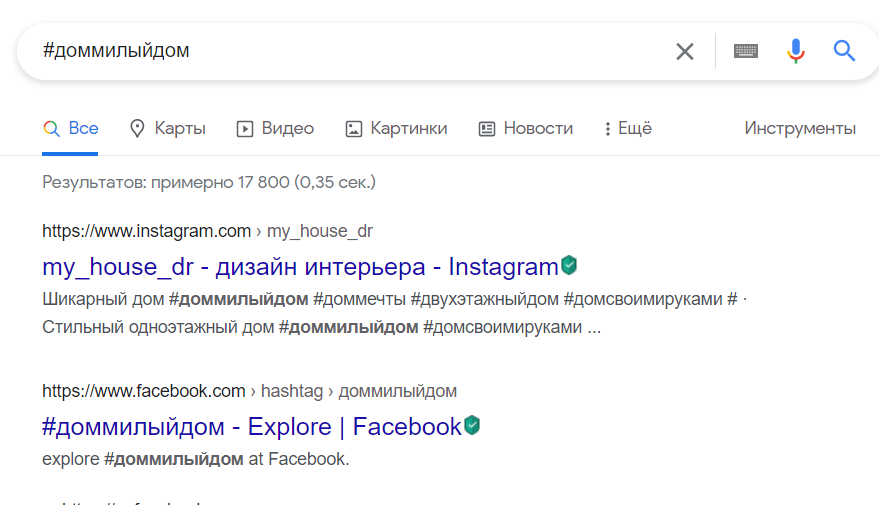 #доммилыйдом
Все Карты Видео Картинки Новости Ещё Инструменты
Результатов: примерно 17 800 (0,35 сек.)
https://www.instagram.com › my_house_dr
my_house_dr - дизайн интерьера - Instagram
Шикарный дом #доммилыйдом #доммечты #двухэтажныйдом #домсвоимируками # ·
Стильный одноэтажный дом #доммилыйдом #домсвоимируками ...
https://www.facebook.com › hashtag › доммилыйдом
#доммилыйдом - Explore | Facebook
explore #доммилыйдом at Facebook.